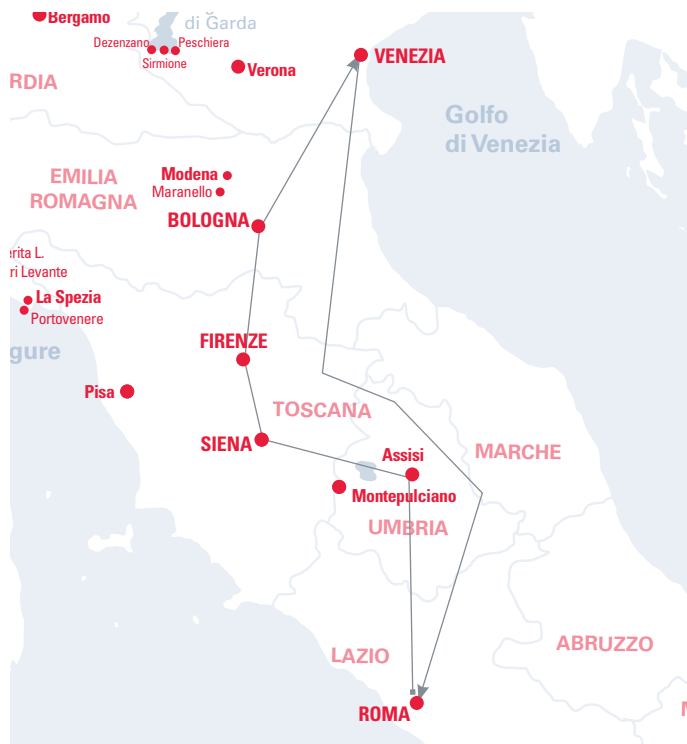 Bergamo
di Garda
Dezenzano
Peschiera
Sirmione
Verona
VENEZIA
RDIA
Golfo
di Venezia
EMILIA
ROMAGNA
Modena
Maranello
BOLOGNA
erita L.
ri Levante
La Spezia
Portovenere
gure
FIRENZE
Pisa
TOSCANA
SIENA
Assisi
MARCHE
Montepulciano
UMBRIA
LAZIO
ABRUZZO
ROMA